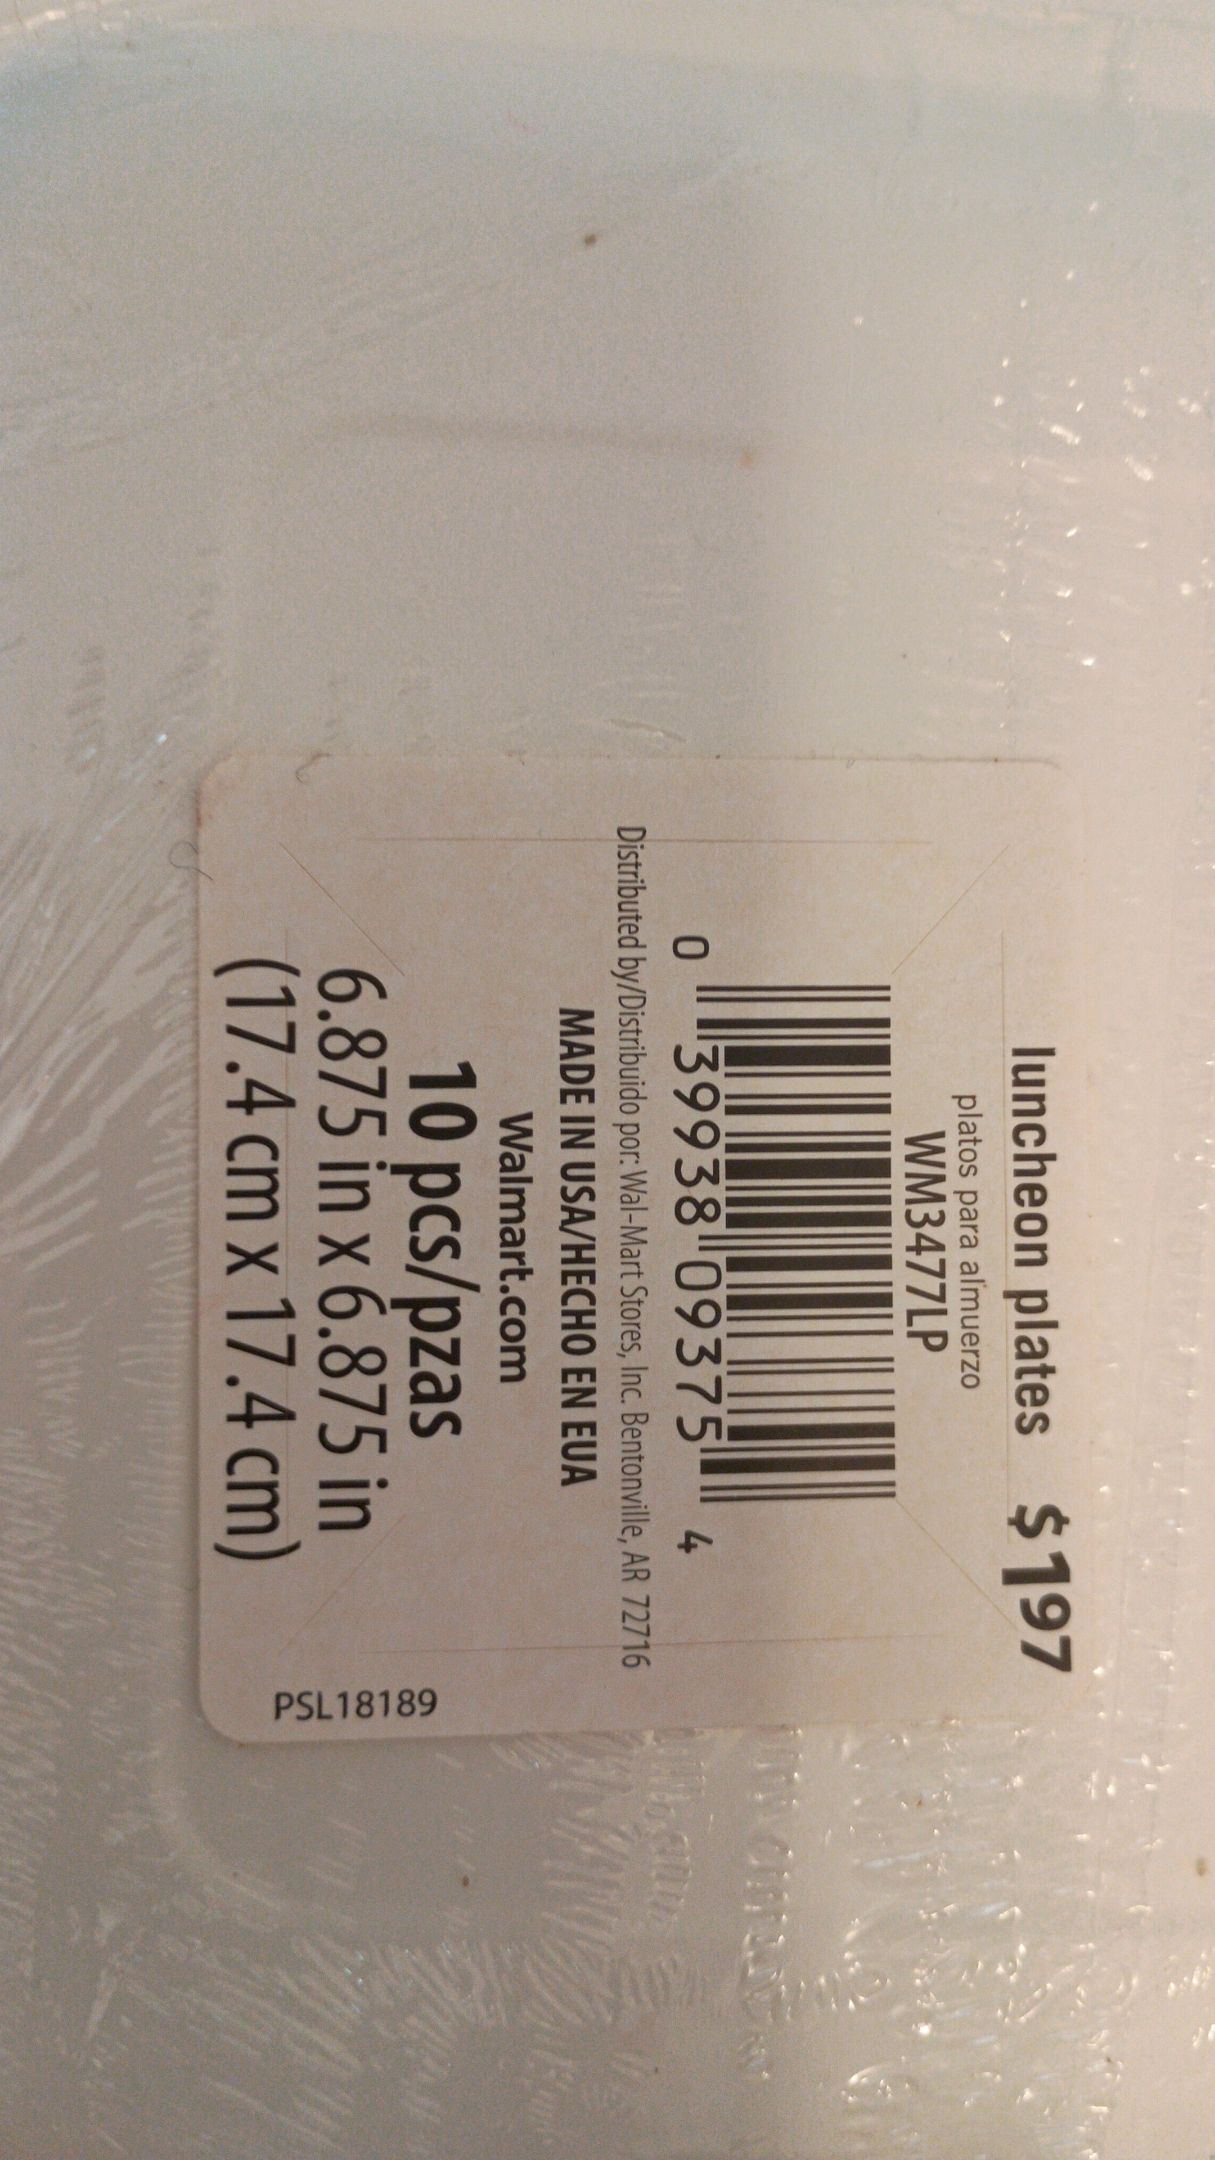 luncheon plates $197
platos para almuerzo
WM3477LP
0 39938 09375 4
Distributed by/Distribuido por: Wal-Mart Stores, Inc. Bentonville, AR 72716
MADE IN USA/HECHO EN EUA
Walmart.com
10 pcs/pzas
6.875 in x 6.875 in
(17.4 cm x 17.4 cm)
PSL18189